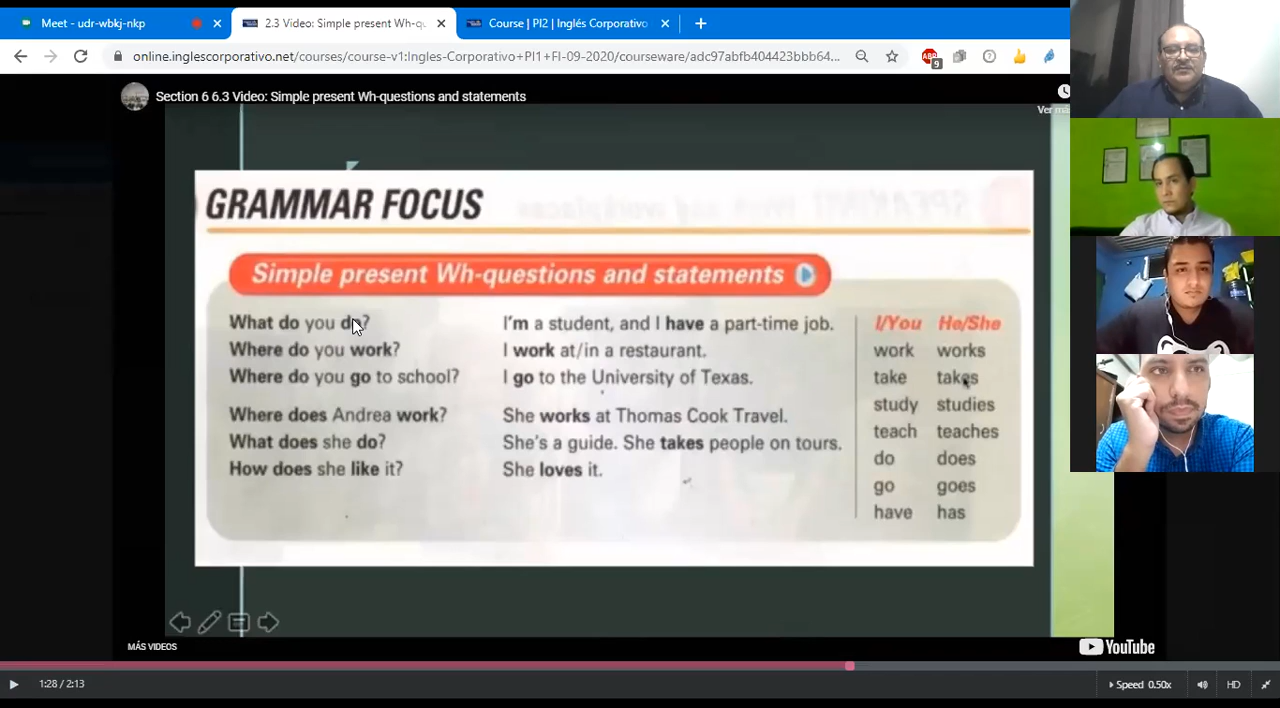 Meet - udr-wbkj-nkp
2.3 Video: Simple present Wh-qu
Course | PI2 | Inglés Corporativo
online.inglescorporativo.net/courses/course-v1:Ingles-Corporativo+PI1+FI-09-2020/courseware/adc97abfb404423bbb64...
9
Section 6 6.3 Video: Simple present Wh-questions and statements
Ver má
GRAMMAR FOCUS
Simple present Wh-questions and statements
What do you do? I'm a student, and I have a part-time job. I/You He/She
Where do you work? I work at/in a restaurant. work works
Where do you go to school? I go to the University of Texas. take takes
study studies
Where does Andrea work? She works at Thomas Cook Travel.
teach teaches
What does she do? She's a guide. She takes people on tours.
do does
How does she like it? She loves it.
go goes
have has
MÁS VIDEOS
YouTube
1:28 / 2:13
Speed 0.50x
HD